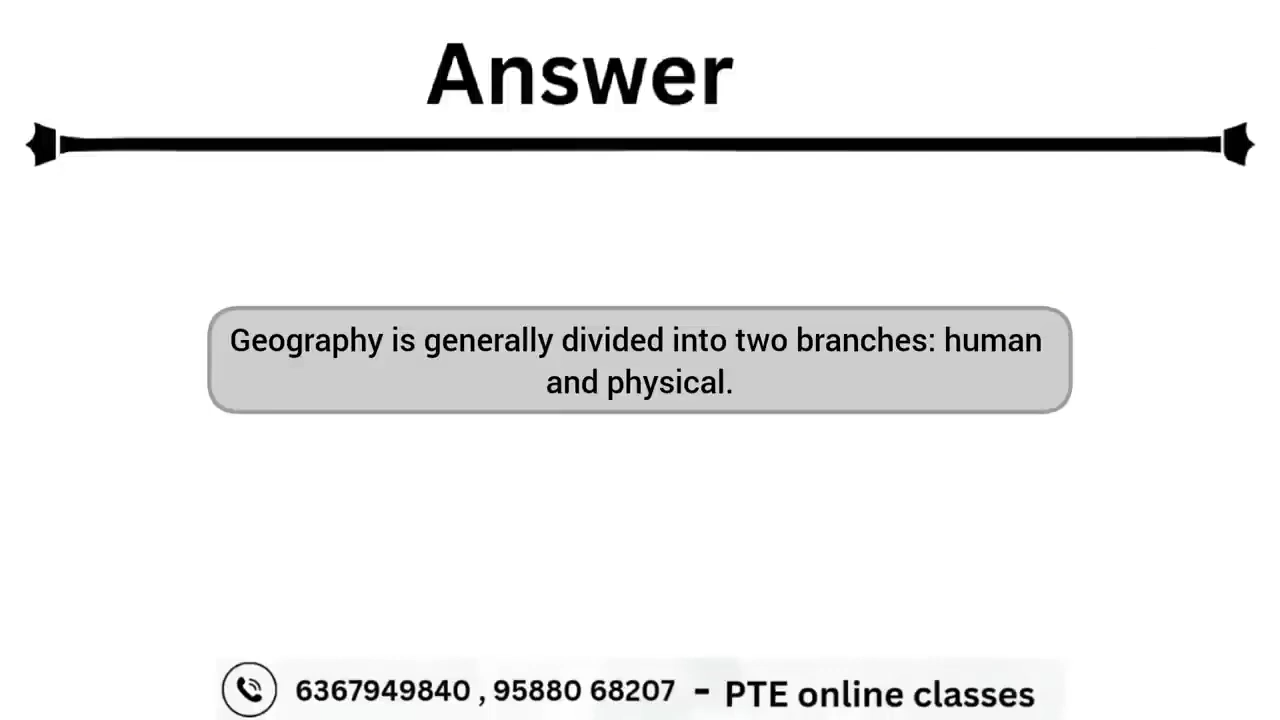 Answer
Geography is generally divided into two branches: human
and physical.
6367949840 , 95880 68207 - PTE online classes